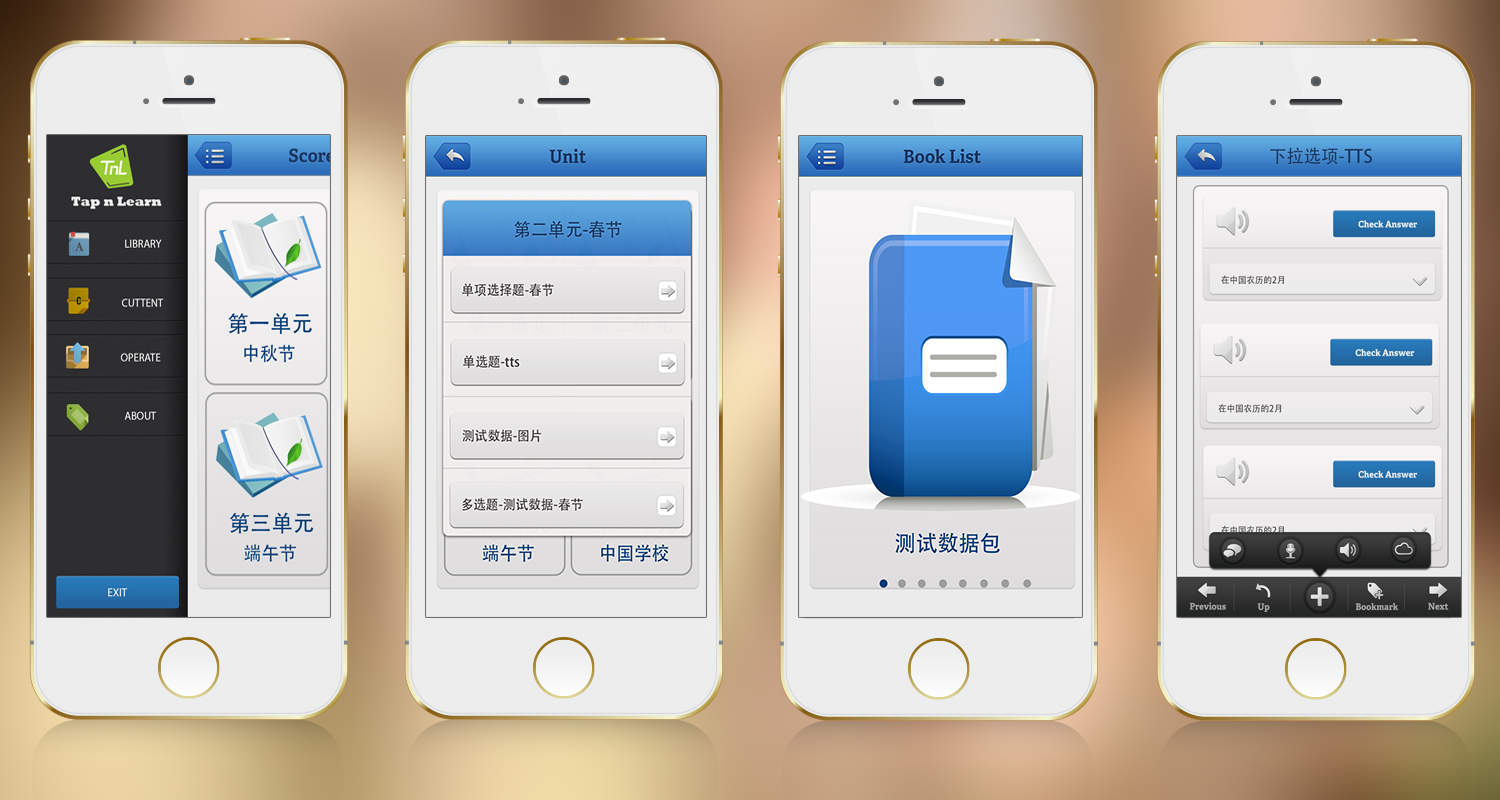 TnL
Tap n Learn
LIBRARY
A
CUTTENT
C
OPERATE
ABOUT
EXIT
Score
第一单元
中秋节
第三单元
端午节
Unit
第二单元-春节
单项选择题-春节
单选题-tts
测试数据-图片
多选题-测试数据-春节
端午节
中国学校
Book List
测试数据包
下拉选项-TTS
Check Answer
在中国农历的2月
Check Answer
在中国农历的2月
Check Answer
在中国农历的2月
Previous
Up
Bookmark
Next